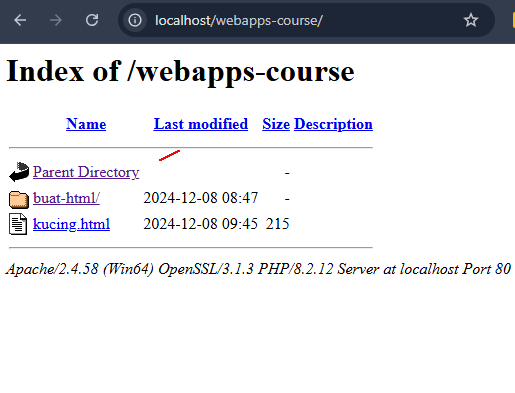 localhost/webapps-course/
Index of /webapps-course
Name Last modified Size Description
Parent Directory -
buat-html/ 2024-12-08 08:47 -
kucing.html 2024-12-08 09:45 215
Apache/2.4.58 (Win64) OpenSSL/3.1.3 PHP/8.2.12 Server at localhost Port 80